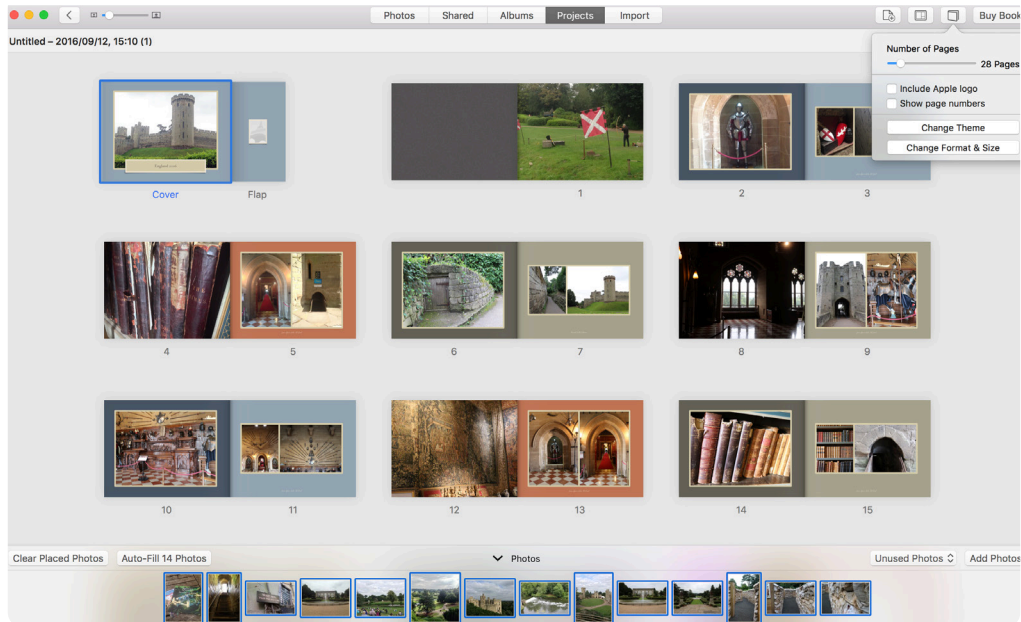 Photos Shared Albums Projects Import Buy Book
Untitled – 2016/09/12, 15:10 (1)
Number of Pages
28 Pages
Include Apple logo
Show page numbers
Change Theme
Change Format & Size
Cover Flap 1 2 3
4 5 6 7 8 9
10 11 12 13 14 15
Clear Placed Photos Auto-Fill 14 Photos Photos Unused Photos Add Photos